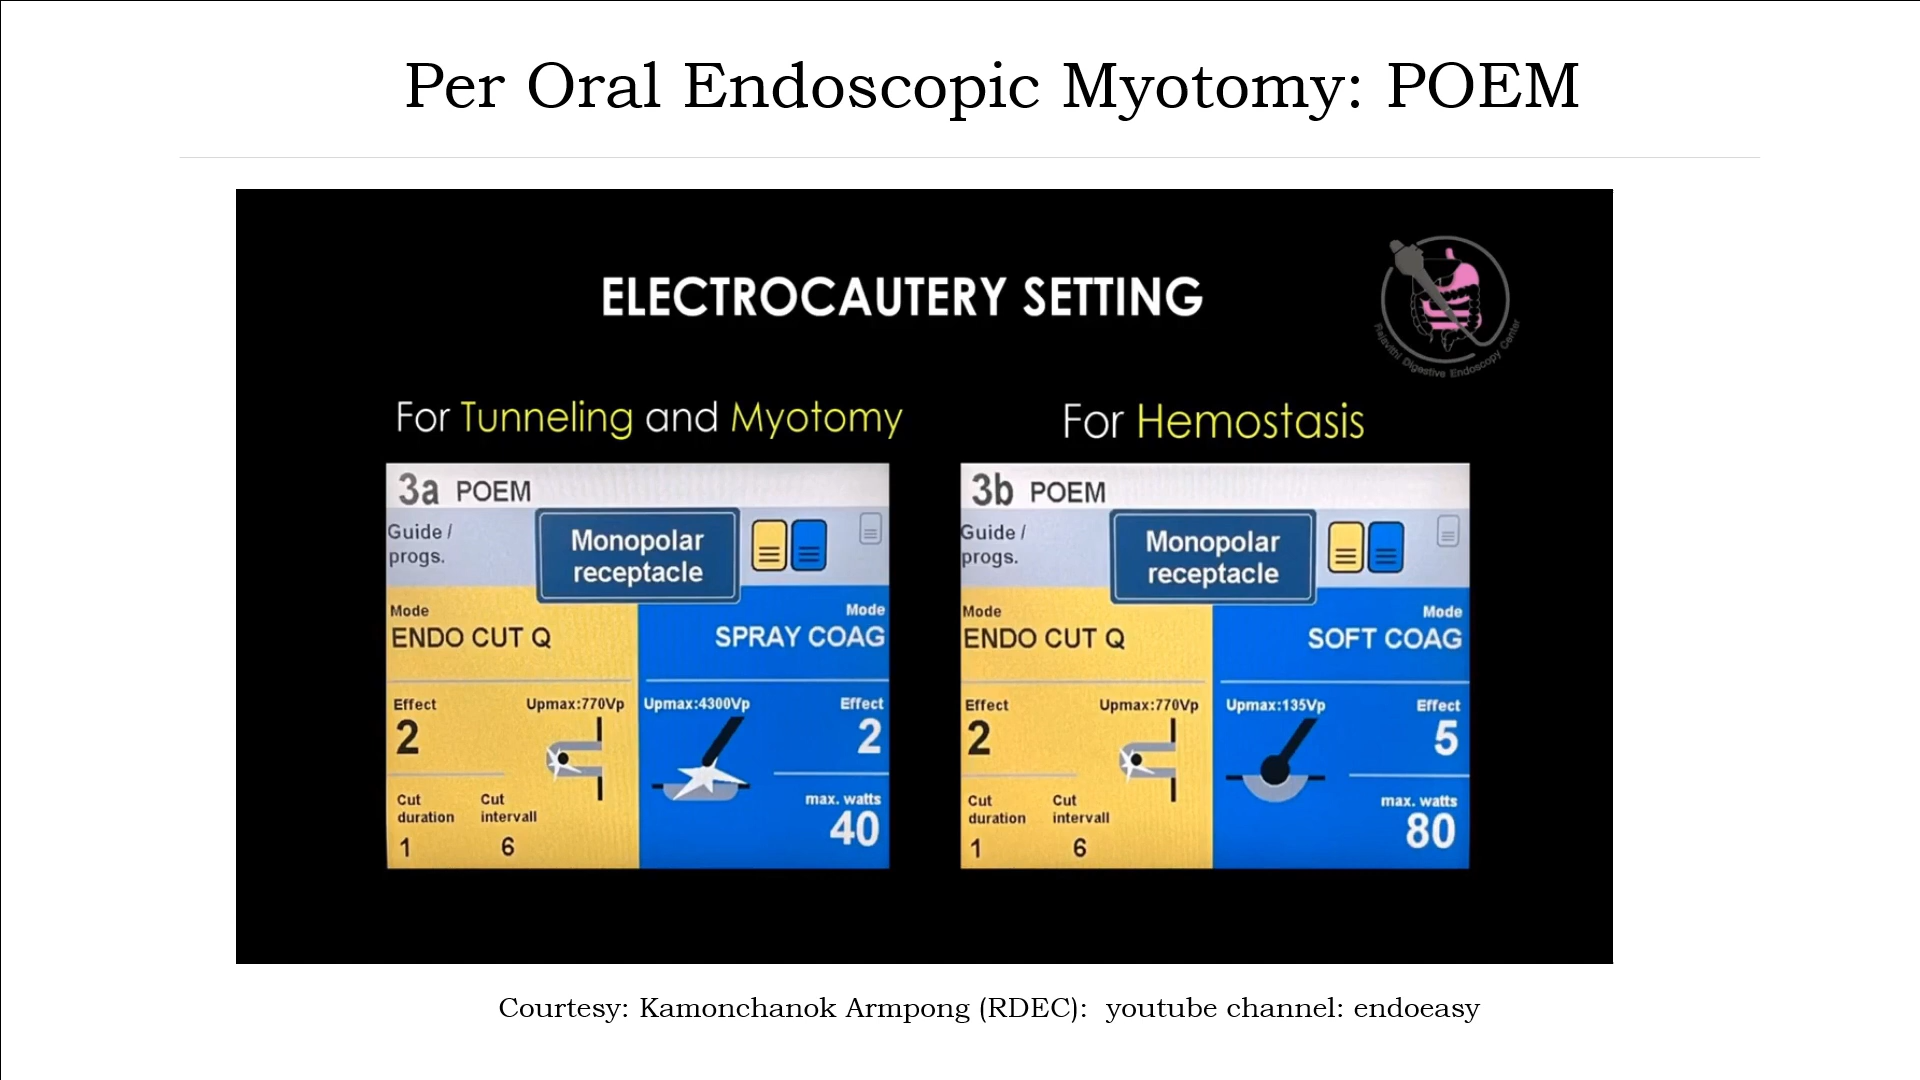 Per Oral Endoscopic Myotomy: POEM
ELECTROCAUTERY SETTING
Rajavithi Digestive Endoscopy Center
For Tunneling and Myotomy
3a POEM
Guide /
progs.
Monopolar
receptacle
Mode
ENDO CUT Q
Mode
SPRAY COAG
Effect
2
Upmax:770Vp
Upmax:4300Vp
Effect
2
Cut
duration
1
Cut
intervall
6
max. watts
40
For Hemostasis
3b POEM
Guide /
progs.
Monopolar
receptacle
Mode
ENDO CUT Q
Mode
SOFT COAG
Effect
2
Upmax:770Vp
Upmax:135Vp
Effect
5
Cut
duration
1
Cut
intervall
6
max. watts
80
Courtesy: Kamonchanok Armpong (RDEC): youtube channel: endoeasy